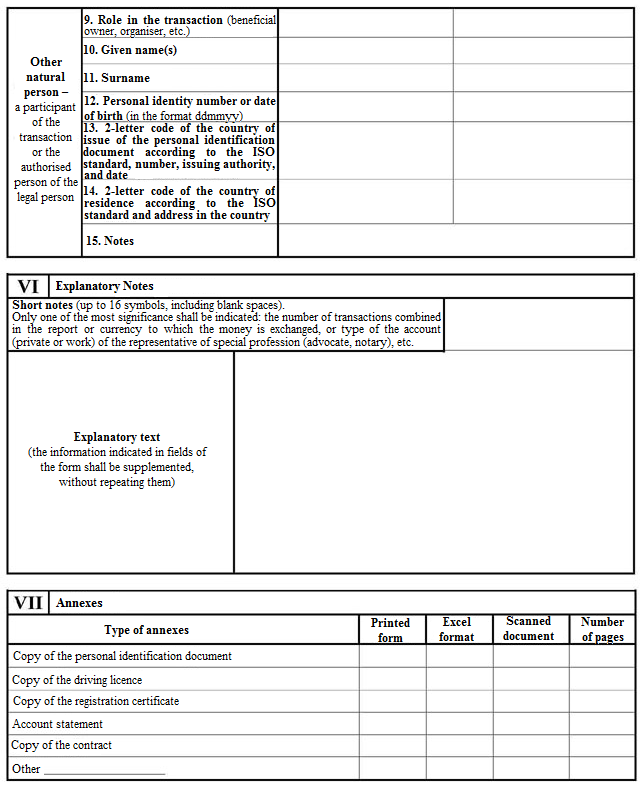 Other
natural
person –
a participant
of the
transaction
or the
authorised
person of the
legal person
9. Role in the transaction (beneficial
owner, organiser, etc.)
10. Given name(s)
11. Surname
12. Personal identity number or date
of birth (in the format ddmmyy)
13. 2-letter code of the country of
issue of the personal identification
document according to the ISO
standard, number, issuing authority,
and date
14. 2-letter code of the country of
residence according to the ISO
standard and address in the country
15. Notes
VI Explanatory Notes
Short notes (up to 16 symbols, including blank spaces).
Only one of the most significance shall be indicated: the number of transactions combined
in the report or currency to which the money is exchanged, or type of the account
(private or work) of the representative of special profession (advocate, notary), etc.
Explanatory text
(the information indicated in fields of
the form shall be supplemented,
without repeating them)
VII Annexes
Type of annexes
Printed
form
Excel
format
Scanned
document
Number
of pages
Copy of the personal identification document
Copy of the driving licence
Copy of the registration certificate
Account statement
Copy of the contract
Other ____________________